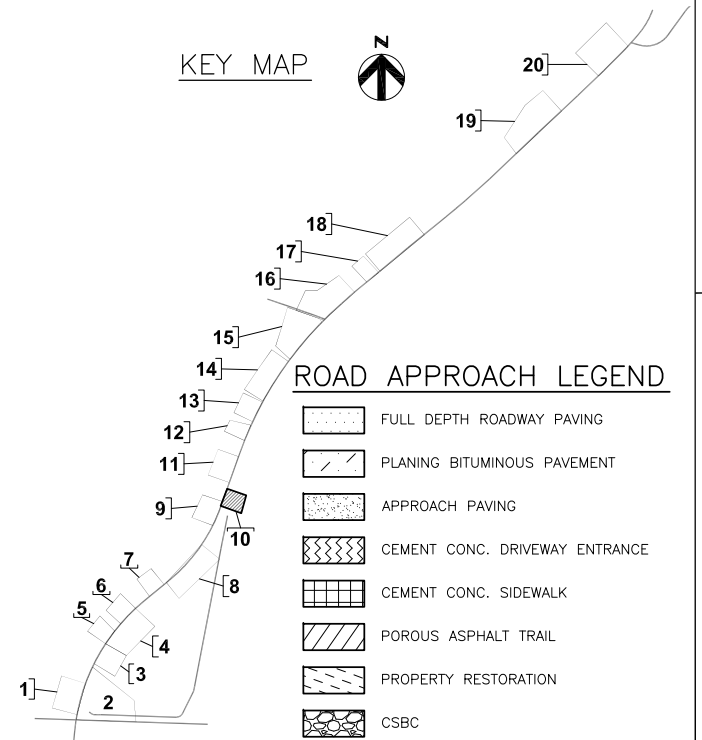 KEY MAP
N
20
19
18
17
16
15
14
13
12
11
9
10
7
8
6
5
4
3
1
2
ROAD APPROACH LEGEND
FULL DEPTH ROADWAY PAVING
PLANING BITUMINOUS PAVEMENT
APPROACH PAVING
CEMENT CONC. DRIVEWAY ENTRANCE
CEMENT CONC. SIDEWALK
POROUS ASPHALT TRAIL
PROPERTY RESTORATION
CSBC